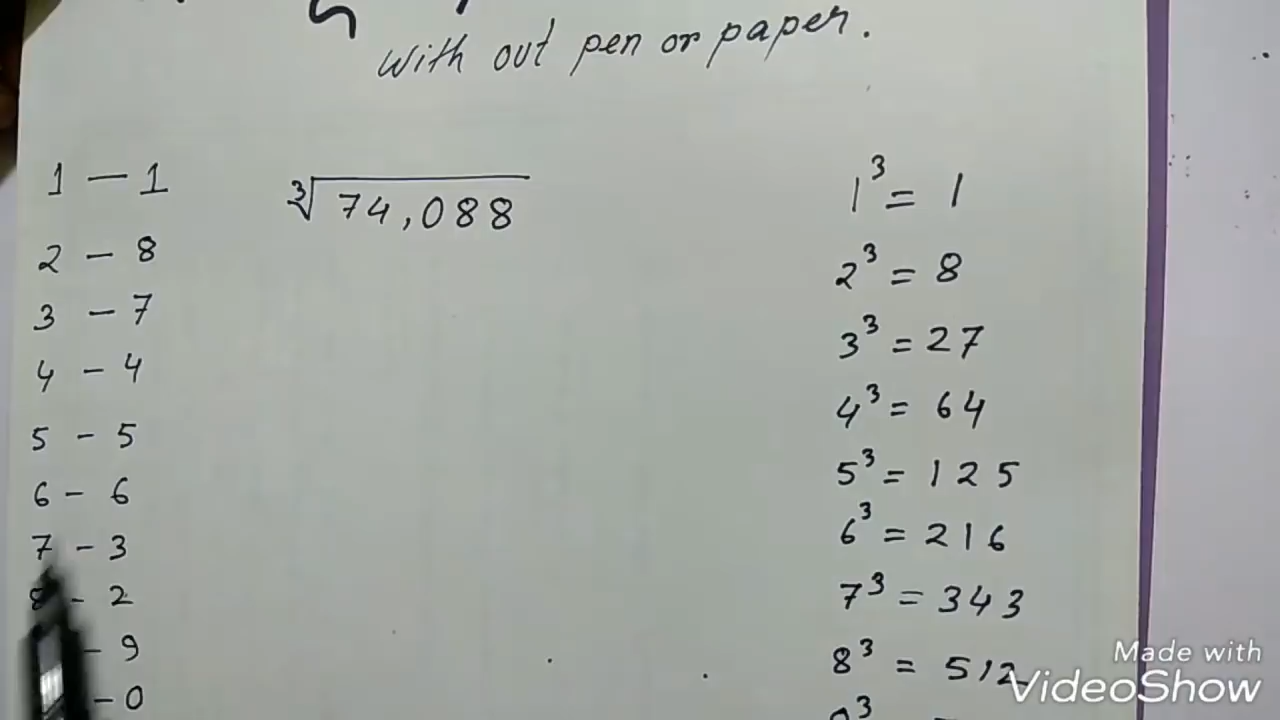 with out pen or paper.
1 — 1
2 – 8
3 – 7
4 – 4
5 – 5
6 – 6
7 – 3
8 – 2
– 9
– 0
∛74,088
1³ = 1
2³ = 8
3³ = 27
4³ = 64
5³ = 125
6³ = 216
7³ = 343
8³ = 512
Made with
VideoShow